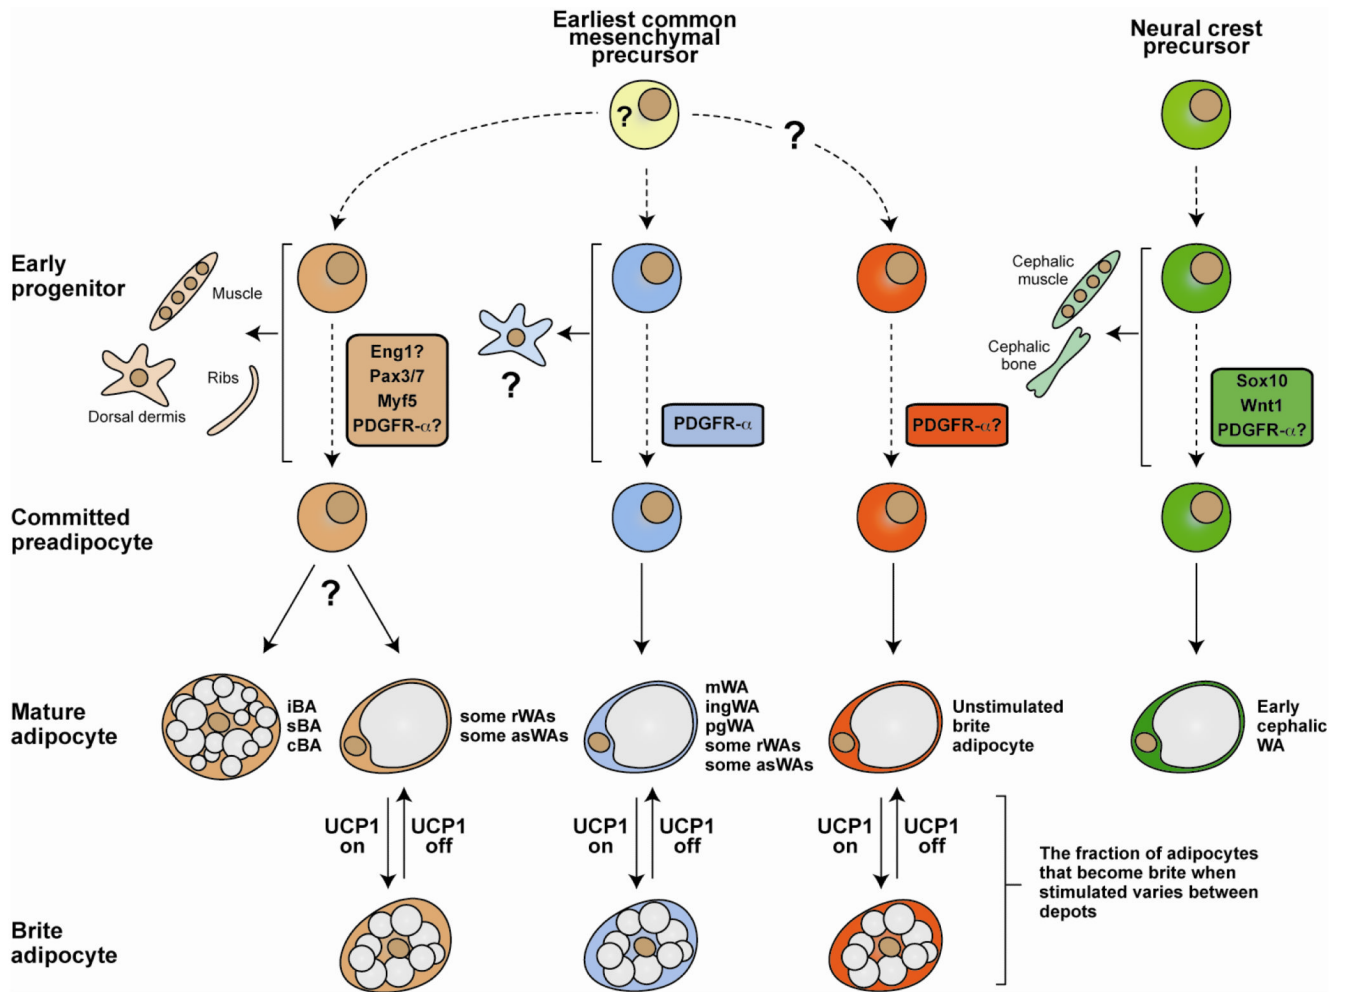 Earliest common
mesenchymal
precursor
Neural crest
precursor
?
?
Early
progenitor
Muscle
Dorsal dermis
Ribs
Eng1?
Pax3/7
Myf5
PDGFR-α?
?
PDGFR-α
PDGFR-α?
Cephalic
muscle
Cephalic
bone
Sox10
Wnt1
PDGFR-α?
Committed
preadipocyte
?
Mature
adipocyte
iBA
sBA
cBA
some rWAs
some asWAs
mWA
ingWA
pgWA
some rWAs
some asWAs
Unstimulated
brite
adipocyte
Early
cephalic
WA
UCP1
on
UCP1
off
UCP1
on
UCP1
off
UCP1
on
UCP1
off
The fraction of adipocytes
that become brite when
stimulated varies between
depots
Brite
adipocyte